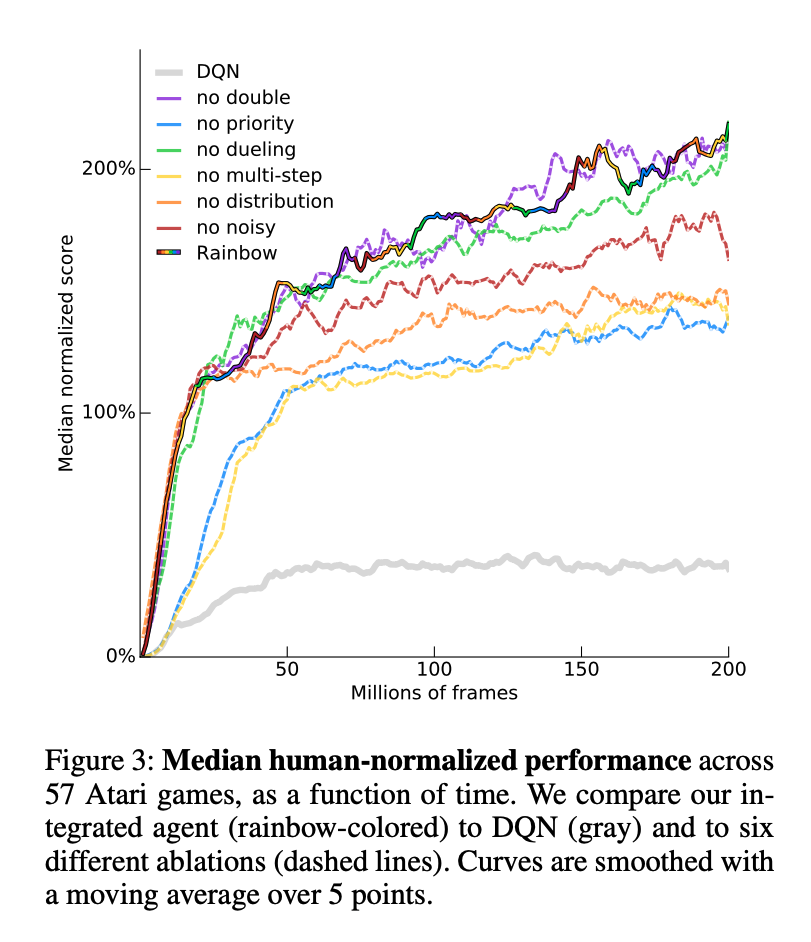 DQN
no double
no priority
no dueling
no multi-step
no distribution
no noisy
Rainbow
200%
100%
0%
Median normalized score
50
100
150
200
Millions of frames
Figure 3: Median human-normalized performance across
57 Atari games, as a function of time. We compare our in-
tegrated agent (rainbow-colored) to DQN (gray) and to six
different ablations (dashed lines). Curves are smoothed with
a moving average over 5 points.